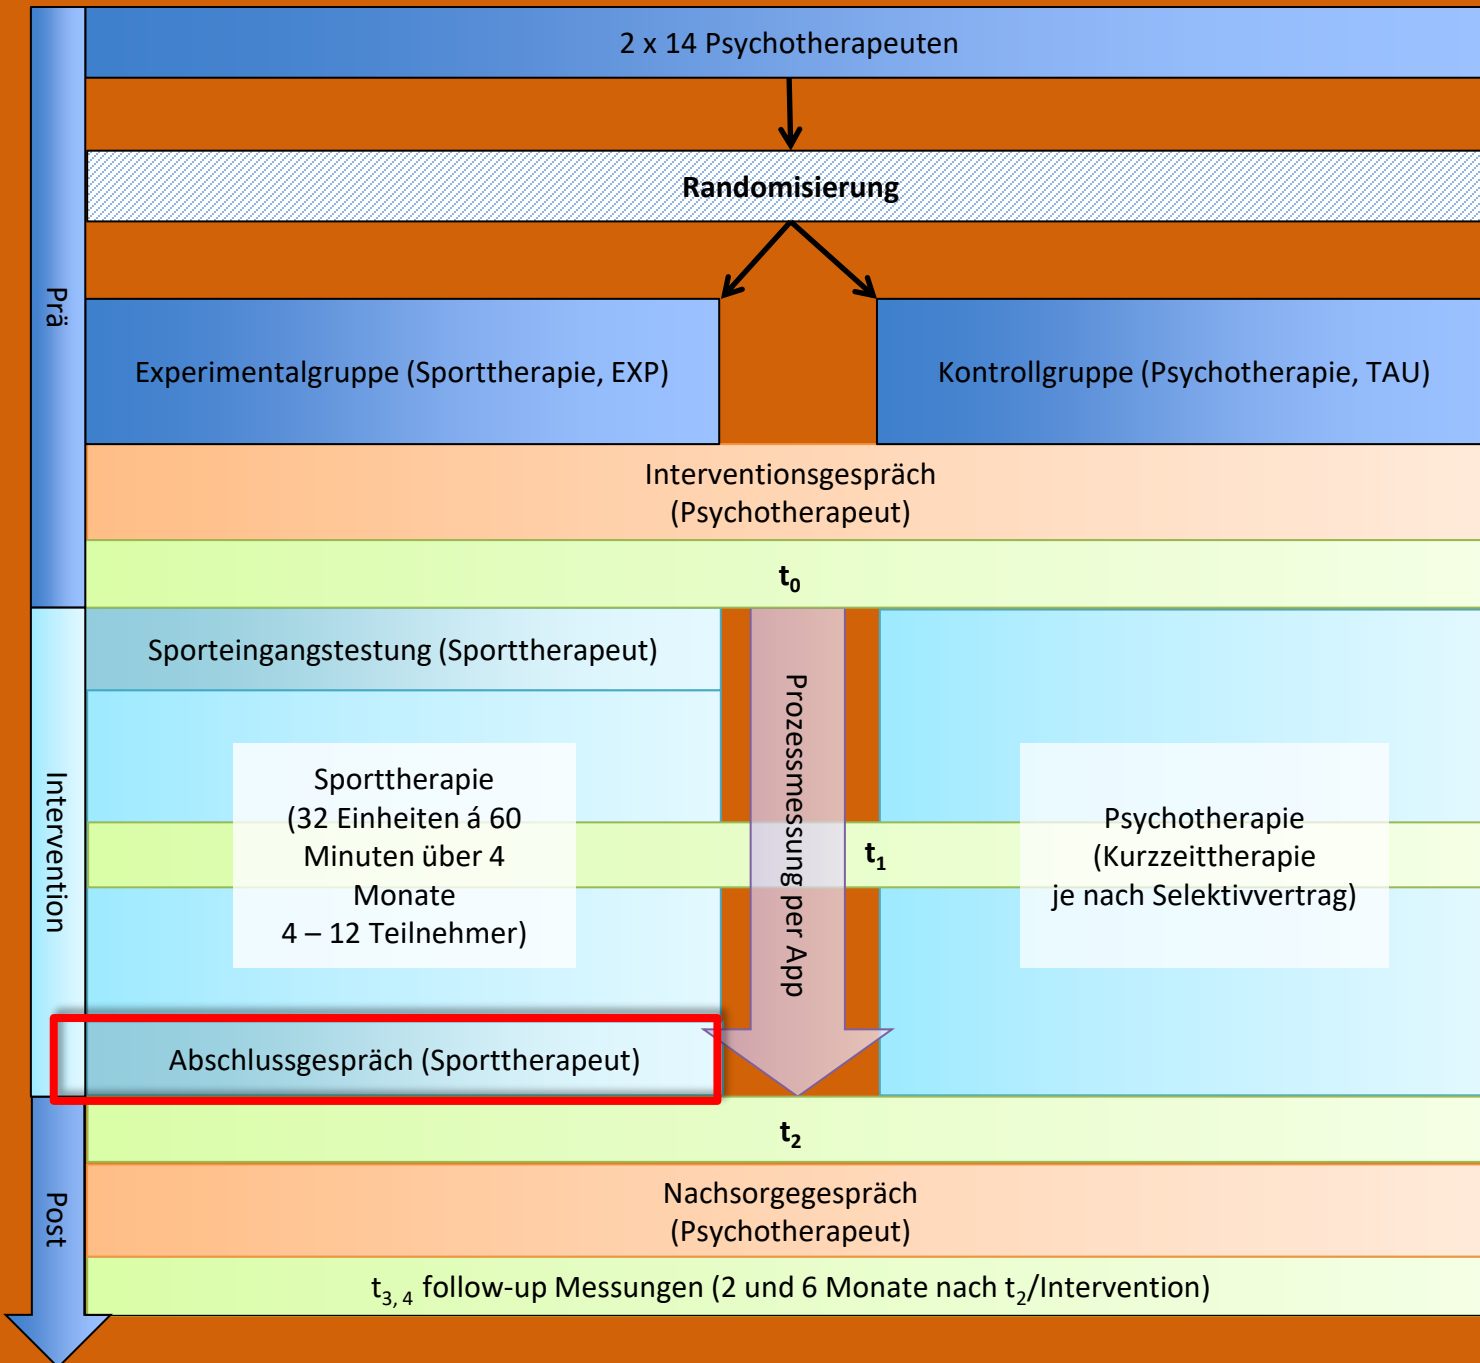 2 x 14 Psychotherapeuten
Randomisierung
Prä
Experimentalgruppe (Sporttherapie, EXP)
Kontrollgruppe (Psychotherapie, TAU)
Interventionsgespräch
(Psychotherapeut)
t0
Intervention
Sporteingangstestung (Sporttherapeut)
Sporttherapie
(32 Einheiten á 60
Minuten über 4
Monate
4 – 12 Teilnehmer)
Prozessmessung per App
t1
Psychotherapie
(Kurzzeittherapie
je nach Selektivvertrag)
Abschlussgespräch (Sporttherapeut)
Post
t2
Nachsorgegespräch
(Psychotherapeut)
t3, 4 follow-up Messungen (2 und 6 Monate nach t2/Intervention)